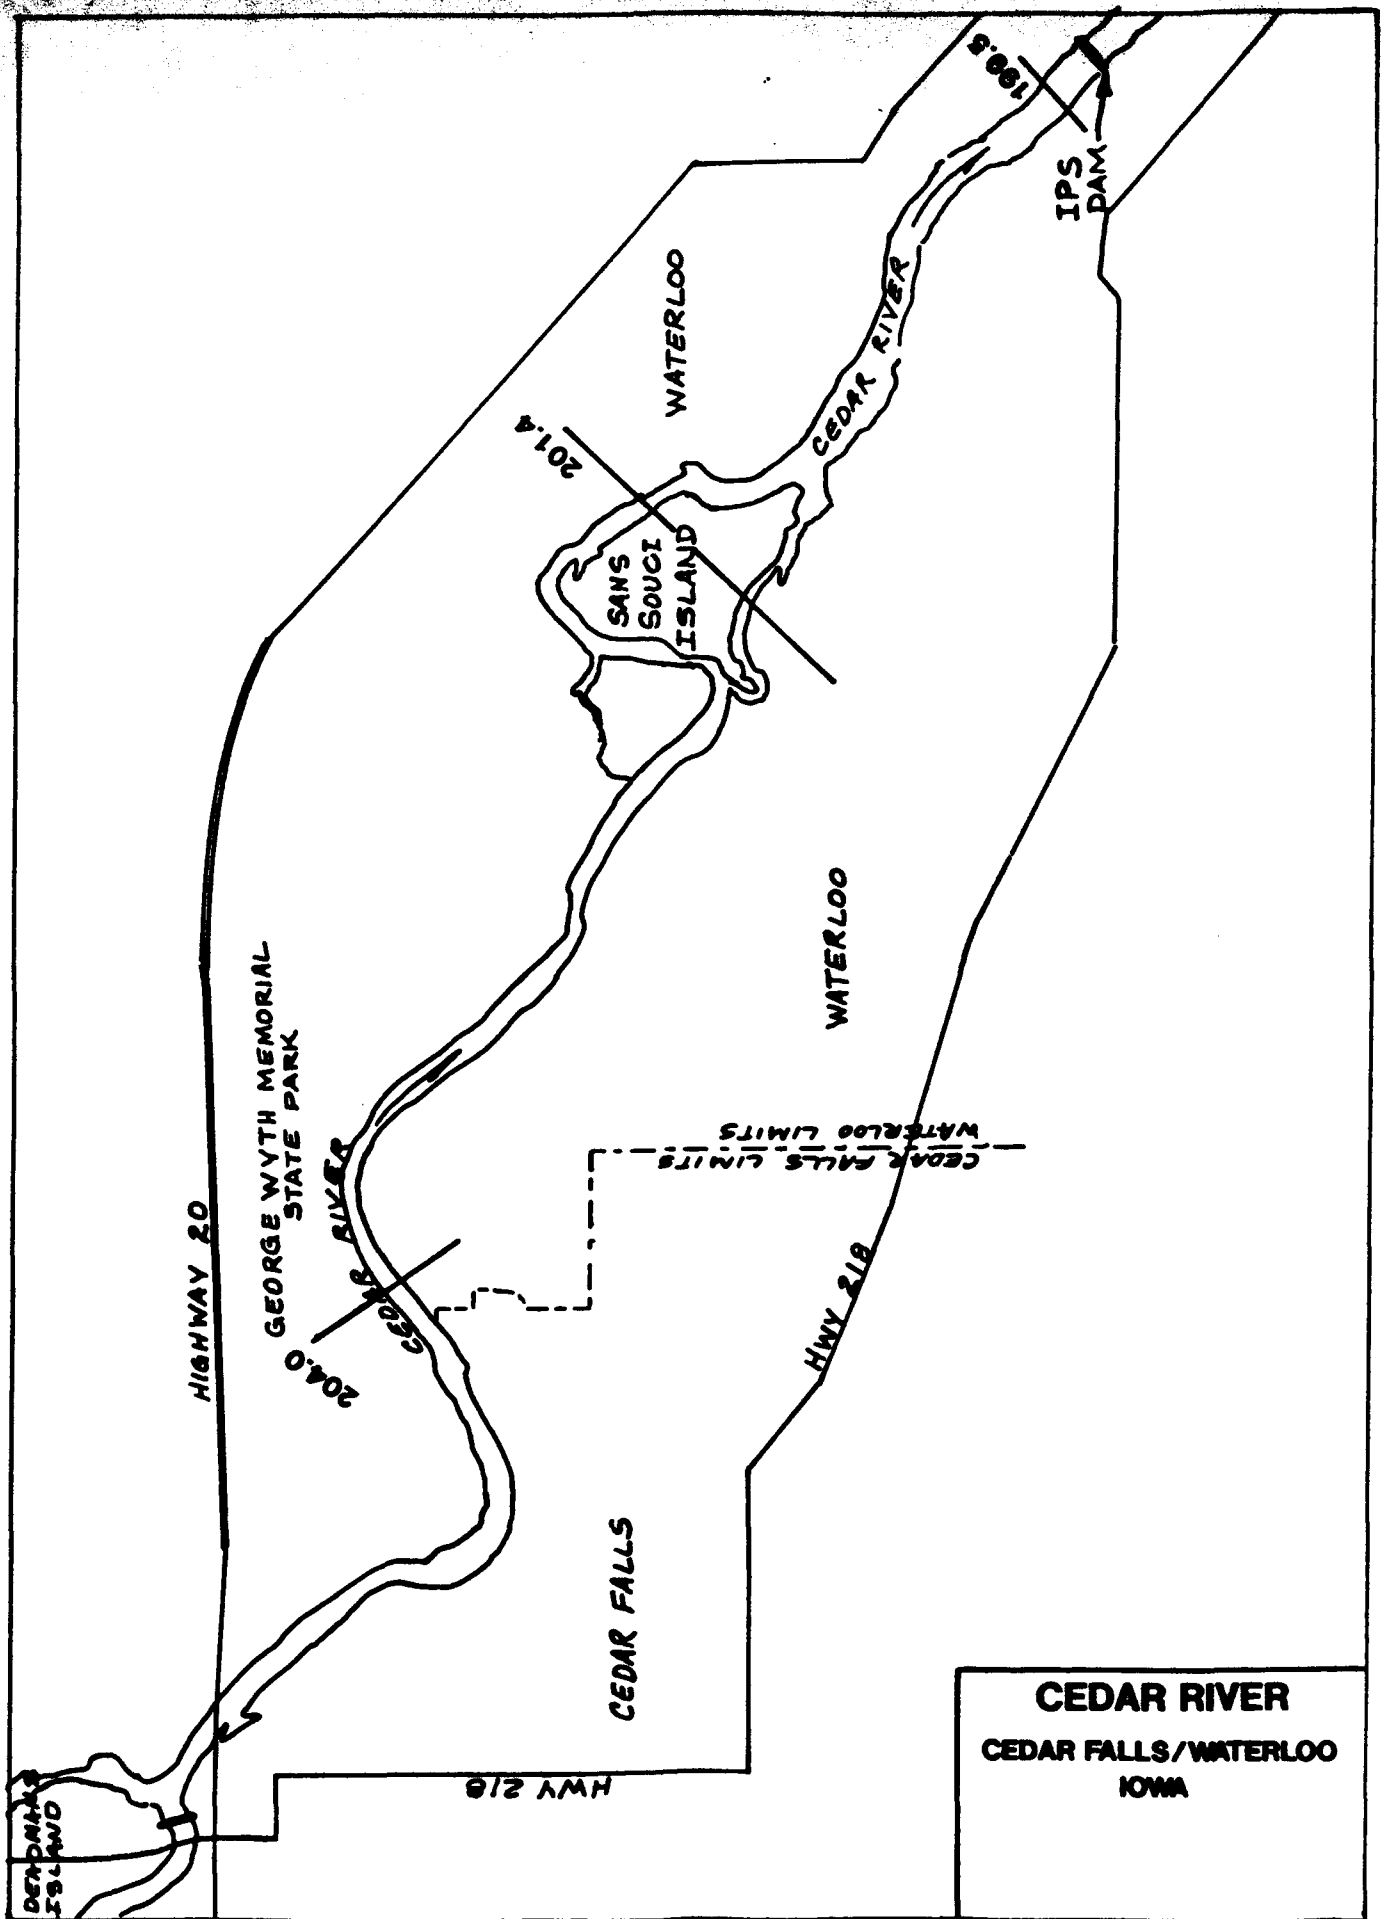 199.5
IPS
DAM
WATERLOO
CEDAR RIVER
201.4
SANS
SOUCI
ISLAND
WATERLOO
GEORGE WYTH MEMORIAL
STATE PARK
HIGHWAY 20
CEDAR RIVER
204.0
WATERLOO LIMITS
CEDAR FALLS LIMITS
HWY 218
CEDAR FALLS
HWY 218
DEADMANS
ISLAND
CEDAR RIVER
CEDAR FALLS/WATERLOO
IOWA